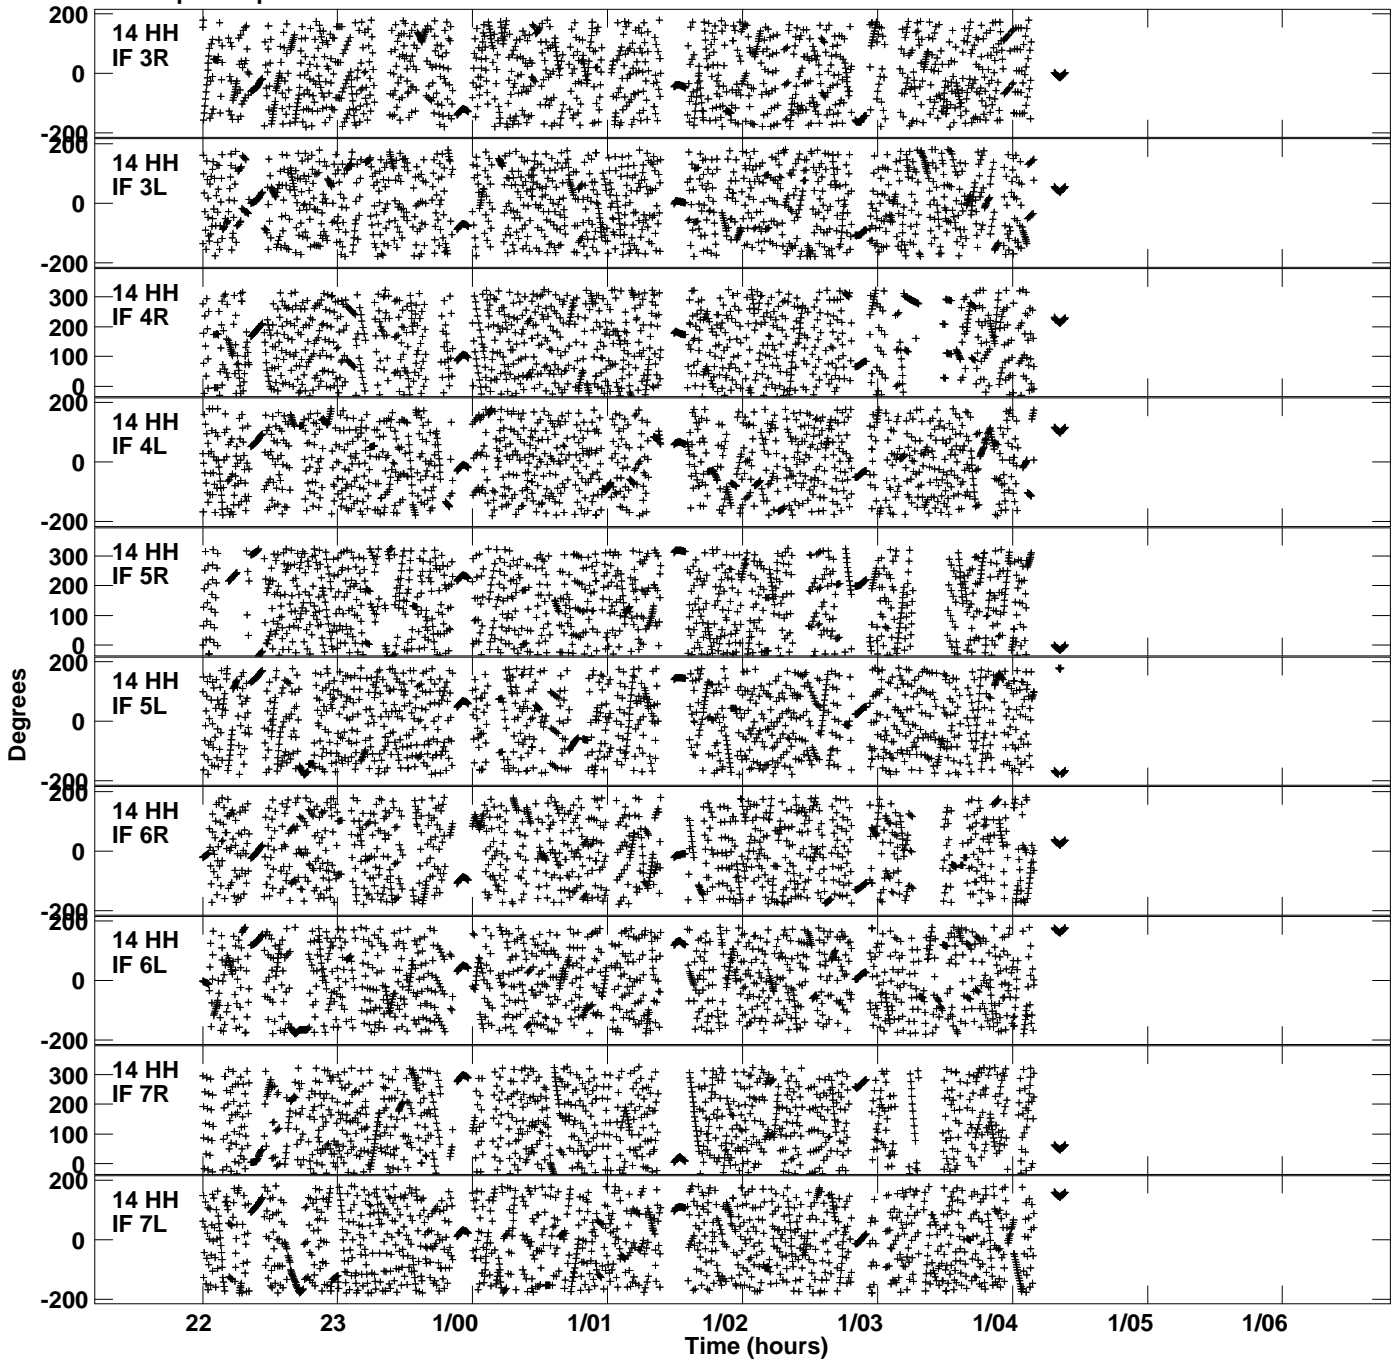 200
14 HH
IF 3R
0
-200
200
14 HH
IF 3L
0
-200
14 HH
IF 4R
300
200
100
0
200
14 HH
IF 4L
0
-200
14 HH
IF 5R
300
200
100
0
200
14 HH
IF 5L
0
-200
200
14 HH
IF 6R
0
-200
200
14 HH
IF 6L
0
-200
14 HH
IF 7R
300
200
100
0
200
14 HH
IF 7L
0
-200
Degrees
22 23 1/00 1/01 1/02 1/03 1/04 1/05 1/06
Time (hours)